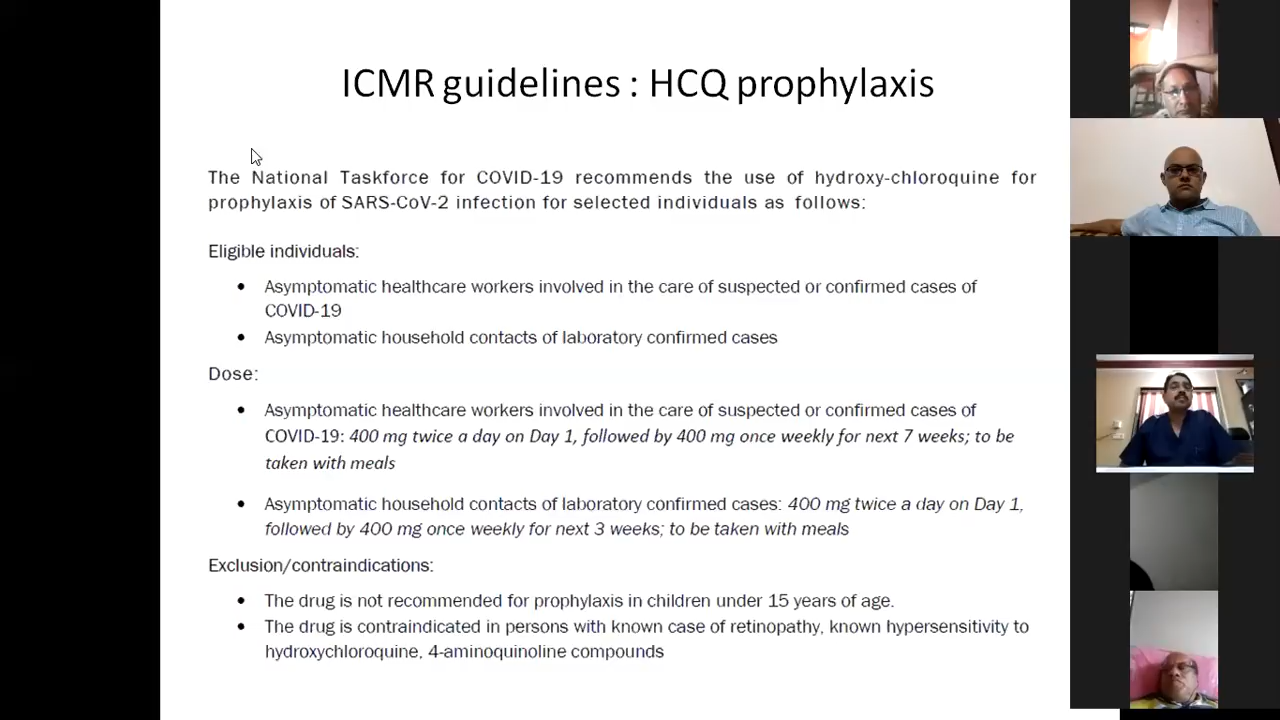 ICMR guidelines : HCQ prophylaxis
The National Taskforce for COVID-19 recommends the use of hydroxy-chloroquine for
prophylaxis of SARS-CoV-2 infection for selected individuals as follows:
Eligible individuals:
• Asymptomatic healthcare workers involved in the care of suspected or confirmed cases of
COVID-19
• Asymptomatic household contacts of laboratory confirmed cases
Dose:
• Asymptomatic healthcare workers involved in the care of suspected or confirmed cases of
COVID-19: 400 mg twice a day on Day 1, followed by 400 mg once weekly for next 7 weeks; to be
taken with meals
• Asymptomatic household contacts of laboratory confirmed cases: 400 mg twice a day on Day 1,
followed by 400 mg once weekly for next 3 weeks; to be taken with meals
Exclusion/contraindications:
• The drug is not recommended for prophylaxis in children under 15 years of age.
• The drug is contraindicated in persons with known case of retinopathy, known hypersensitivity to
hydroxychloroquine, 4-aminoquinoline compounds